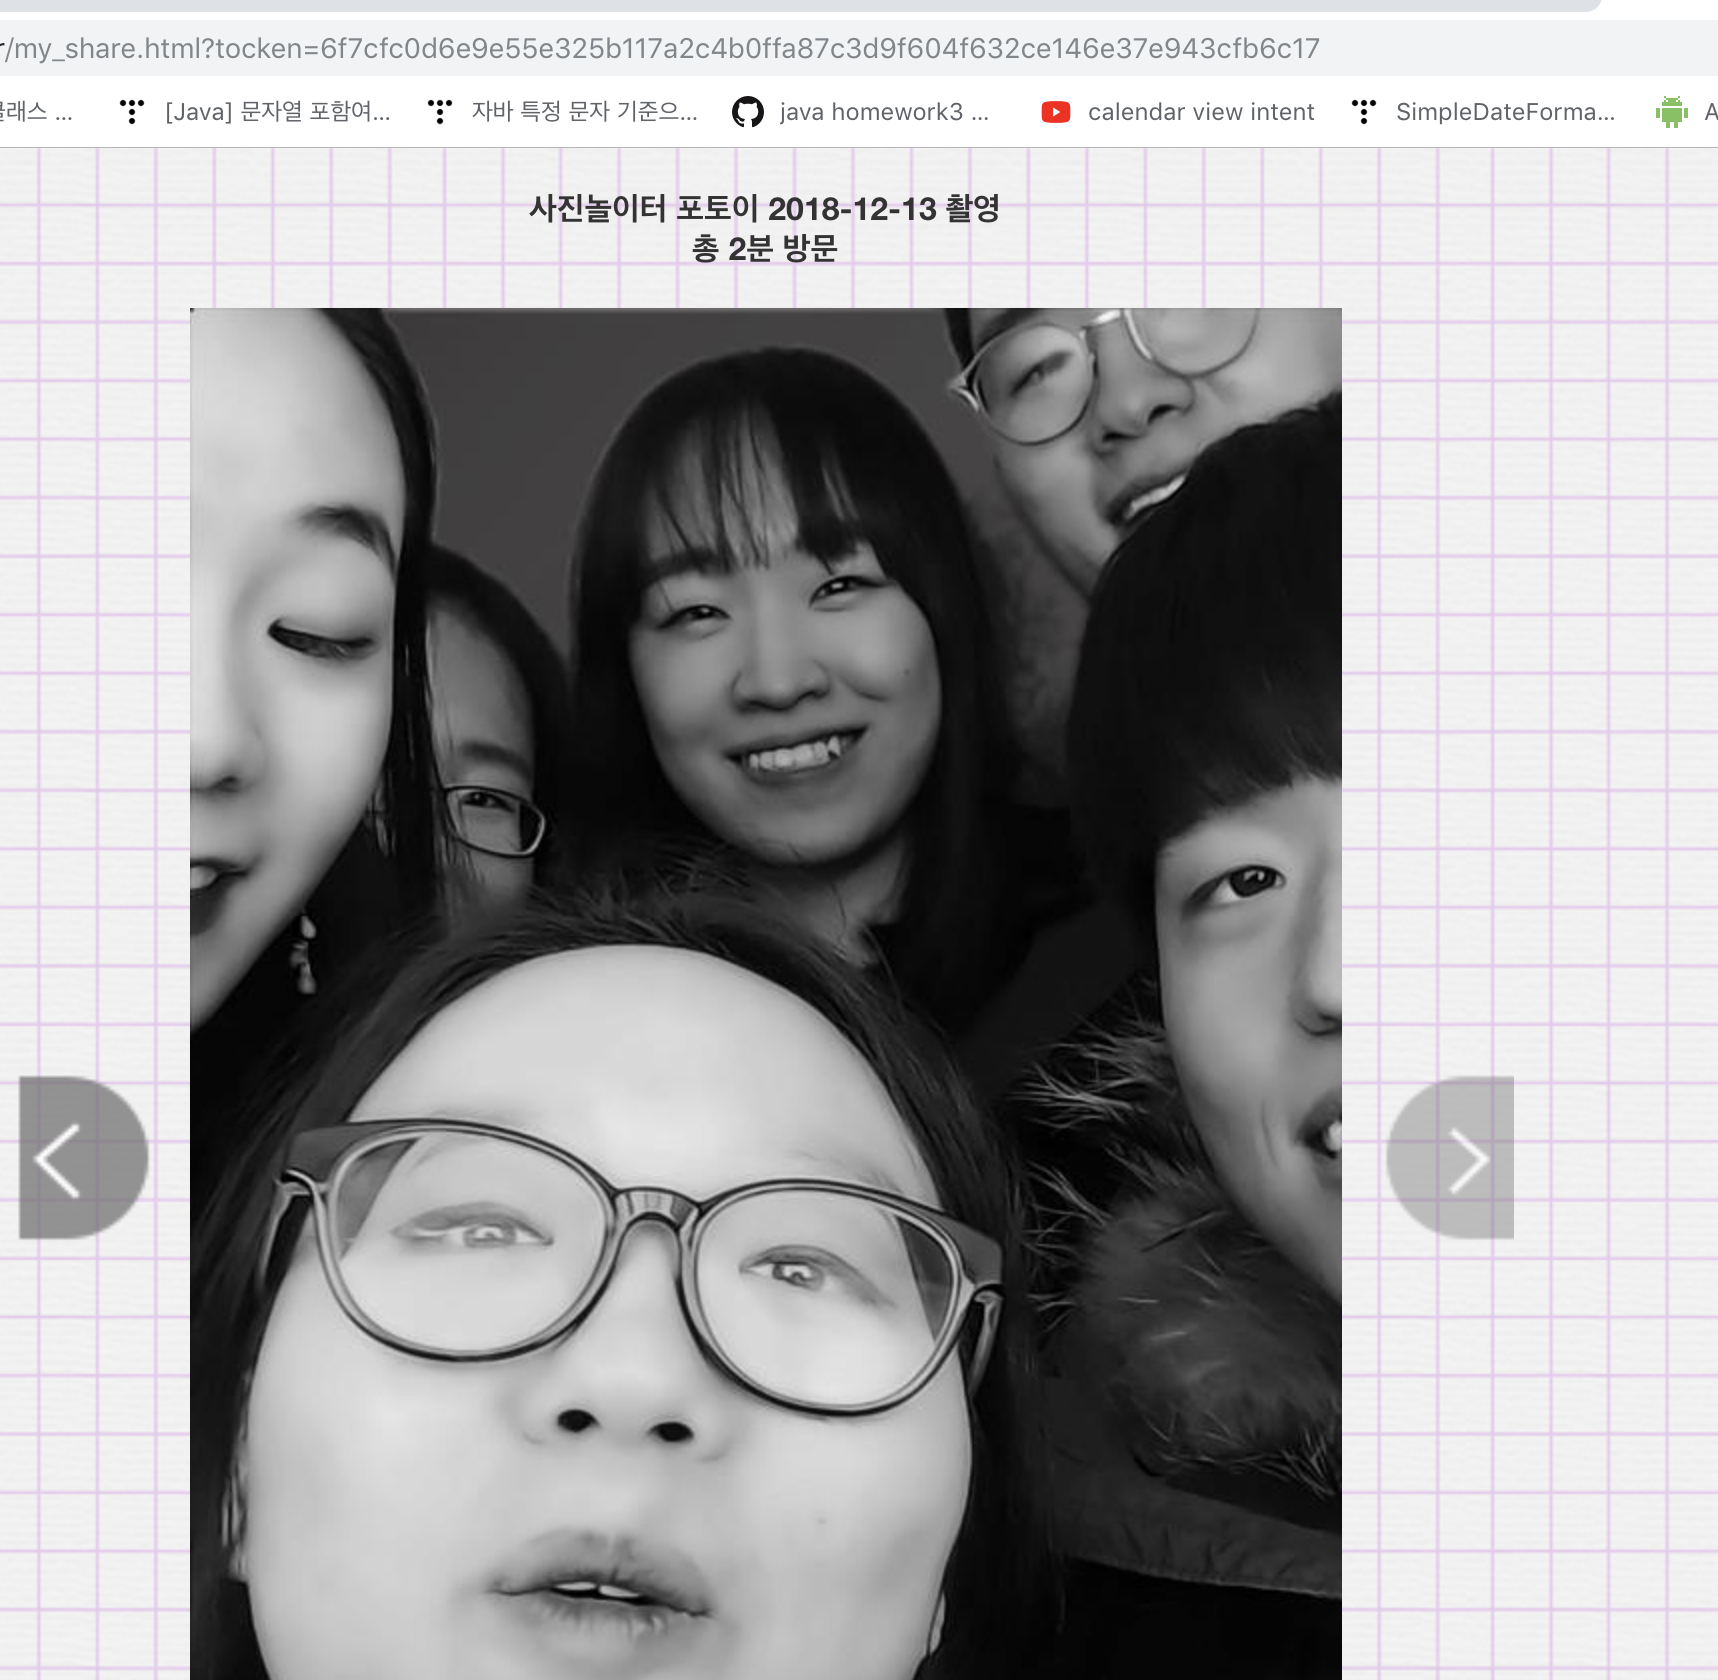 /my_share.html?tocken=6f7cfc0d6e9e55e325b117a2c4b0ffa87c3d9f604f632ce146e37e943cfb6c17
래스 ... [Java] 문자열 포함여... 자바 특정 문자 기준으... java homework3 ... calendar view intent SimpleDateForma... A
사진놀이터 포토이 2018-12-13 촬영
총 2분 방문